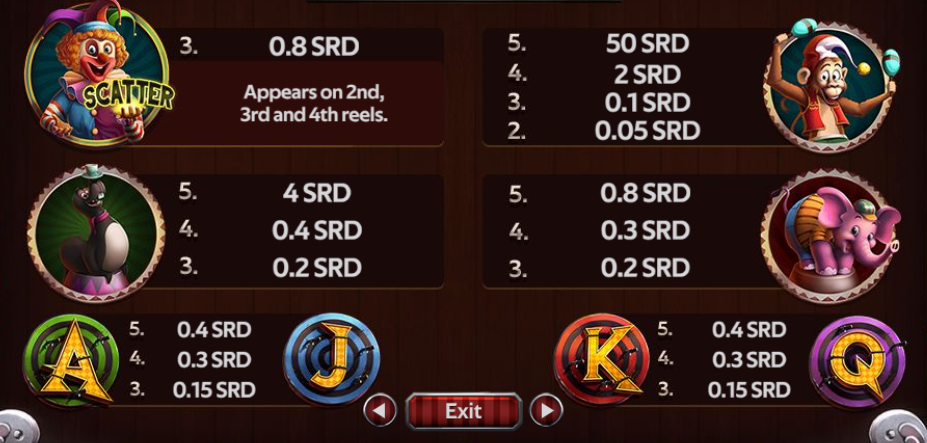 SCATTER
3. 0.8 SRD
Appears on 2nd,
3rd and 4th reels.
5. 50 SRD
4. 2 SRD
3. 0.1 SRD
2. 0.05 SRD
5. 4 SRD
4. 0.4 SRD
3. 0.2 SRD
5. 0.8 SRD
4. 0.3 SRD
3. 0.2 SRD
A
5. 0.4 SRD
4. 0.3 SRD
3. 0.15 SRD
J
K
5. 0.4 SRD
4. 0.3 SRD
3. 0.15 SRD
Q
Exit